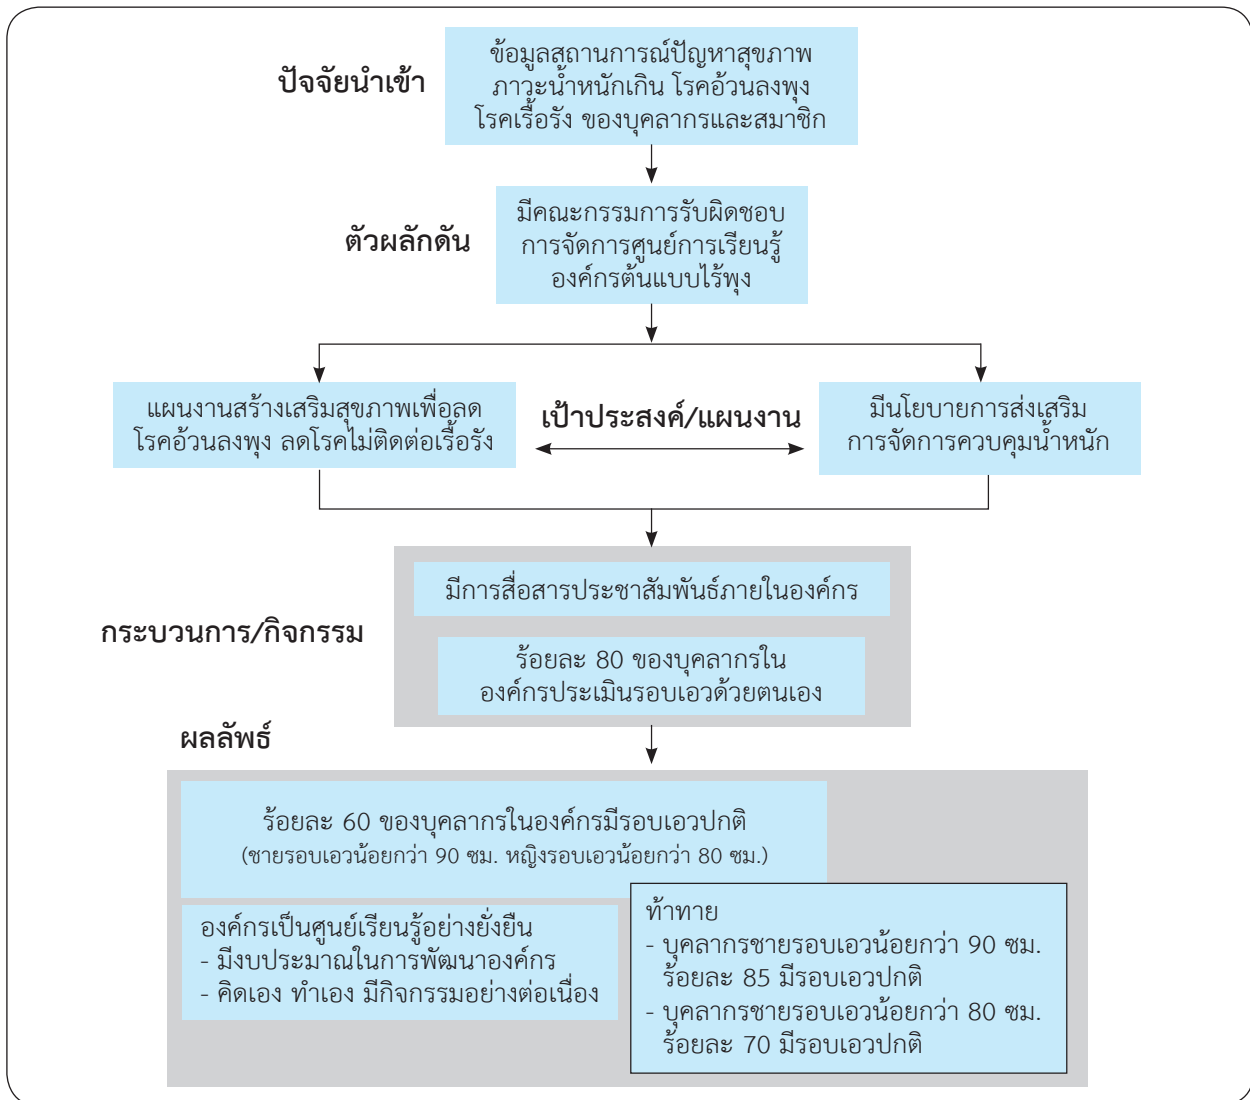 ปัจจัยนำเข้า
ข้อมูลสถานการณ์ปัญหาสุขภาพ
ภาวะน้ำหนักเกิน โรคอ้วนลงพุง
โรคเรื้อรัง ของบุคลากรและสมาชิก
ตัวผลักดัน
มีคณะกรรมการรับผิดชอบ
การจัดการศูนย์การเรียนรู้
องค์กรต้นแบบไร้พุง
แผนงานสร้างเสริมสุขภาพเพื่อลด
โรคอ้วนลงพุง ลดโรคไม่ติดต่อเรื้อรัง
เป้าประสงค์/แผนงาน
มีนโยบายการส่งเสริม
การจัดการควบคุมน้ำหนัก
กระบวนการ/กิจกรรม
มีการสื่อสารประชาสัมพันธ์ภายในองค์กร
ร้อยละ 80 ของบุคลากรใน
องค์กรประเมินรอบเอวด้วยตนเอง
ผลลัพธ์
ร้อยละ 60 ของบุคลากรในองค์กรมีรอบเอวปกติ
(ชายรอบเอวน้อยกว่า 90 ซม. หญิงรอบเอวน้อยกว่า 80 ซม.)
องค์กรเป็นศูนย์เรียนรู้อย่างยั่งยืน
- มีงบประมาณในการพัฒนาองค์กร
- คิดเอง ทำเอง มีกิจกรรมอย่างต่อเนื่อง
ท้าทาย
- บุคลากรชายรอบเอวน้อยกว่า 90 ซม.
ร้อยละ 85 มีรอบเอวปกติ
- บุคลากรชายรอบเอวน้อยกว่า 80 ซม.
ร้อยละ 70 มีรอบเอวปกติ